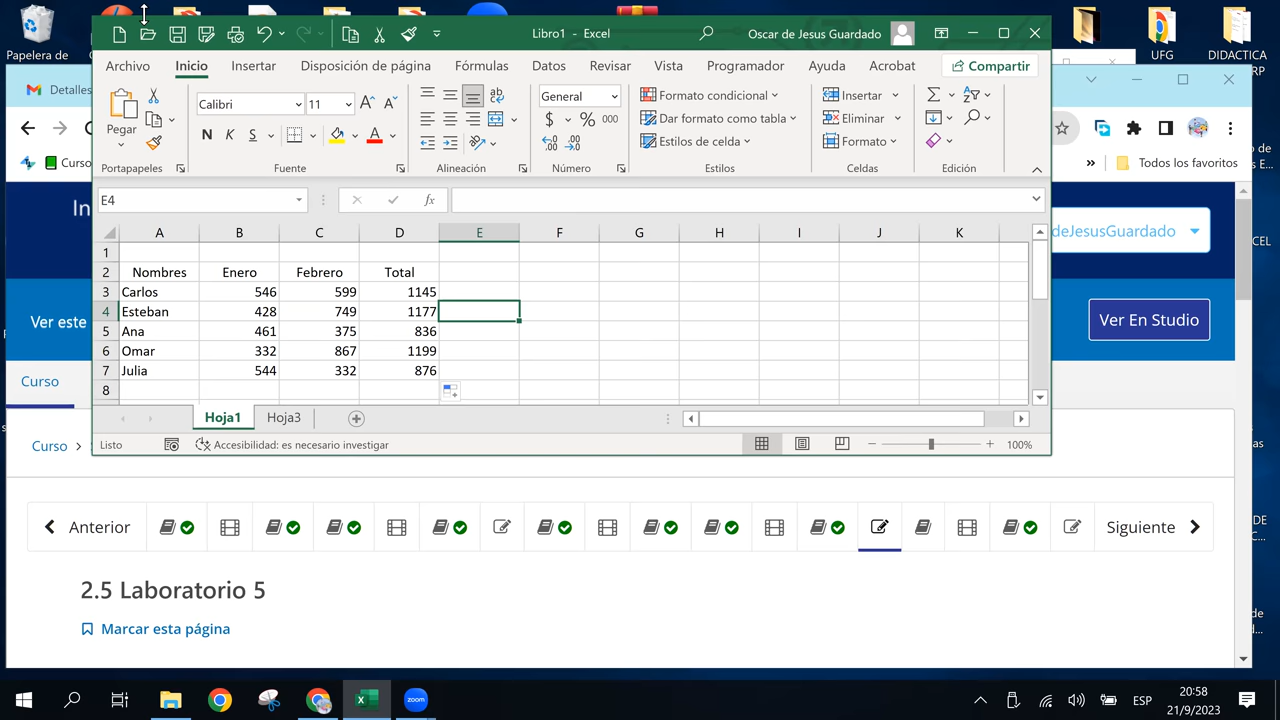 Papelera de
UFG
DIDACTICA
RP
Libro1 - Excel
Oscar de Jesus Guardado
Archivo Inicio Insertar Disposición de página Fórmulas Datos Revisar Vista Programador Ayuda Acrobat Compartir
Calibri 11
General
Pegar
N K S
$ % 000
Formato condicional
Dar formato como tabla
Estilos de celda
Insertar
Eliminar
Formato
Portapapeles Fuente Alineación Número Estilos Celdas Edición
E4
fx
A B C D E F G H I J K
1
2 Nombres Enero Febrero Total
3 Carlos 546 599 1145
4 Esteban 428 749 1177
5 Ana 461 375 836
6 Omar 332 867 1199
7 Julia 544 332 876
8
Hoja1 Hoja3
Listo
Accesibilidad: es necesario investigar
100%
Detalles
Curso
Todos los favoritos
In
deJesusGuardado
Ver este
Ver En Studio
Curso
Curso
Anterior
Siguiente
2.5 Laboratorio 5
Marcar esta página
zoom
ESP
20:58
21/9/2023